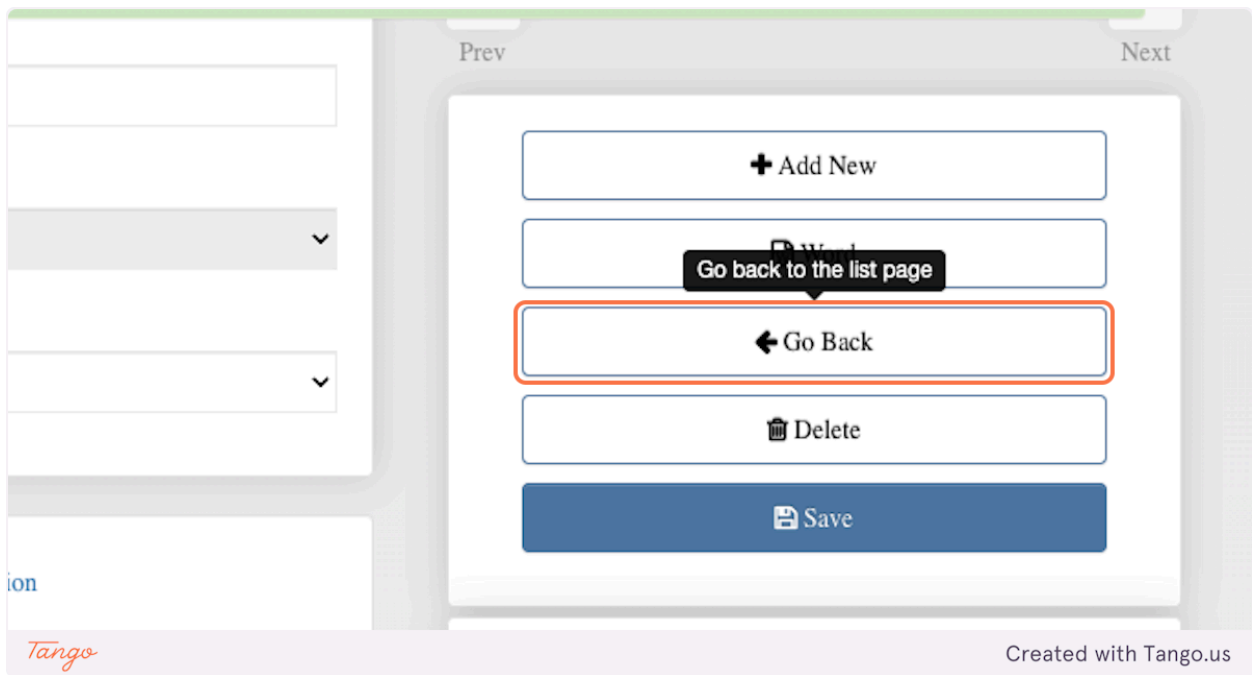 Prev
Next
Add New
Word
Go back to the list page
Go Back
Delete
Save
ion
Tango
Created with Tango.us